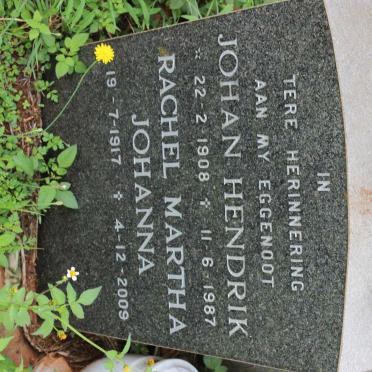 IN
TERE HERINNERING
AAN MY EGGENOOT
JOHAN HENDRIK
* 22·2·1908 ✝ 11·6·1987
RACHEL MARTHA
JOHANNA
19·7·1917 ✝ 4·12·2009